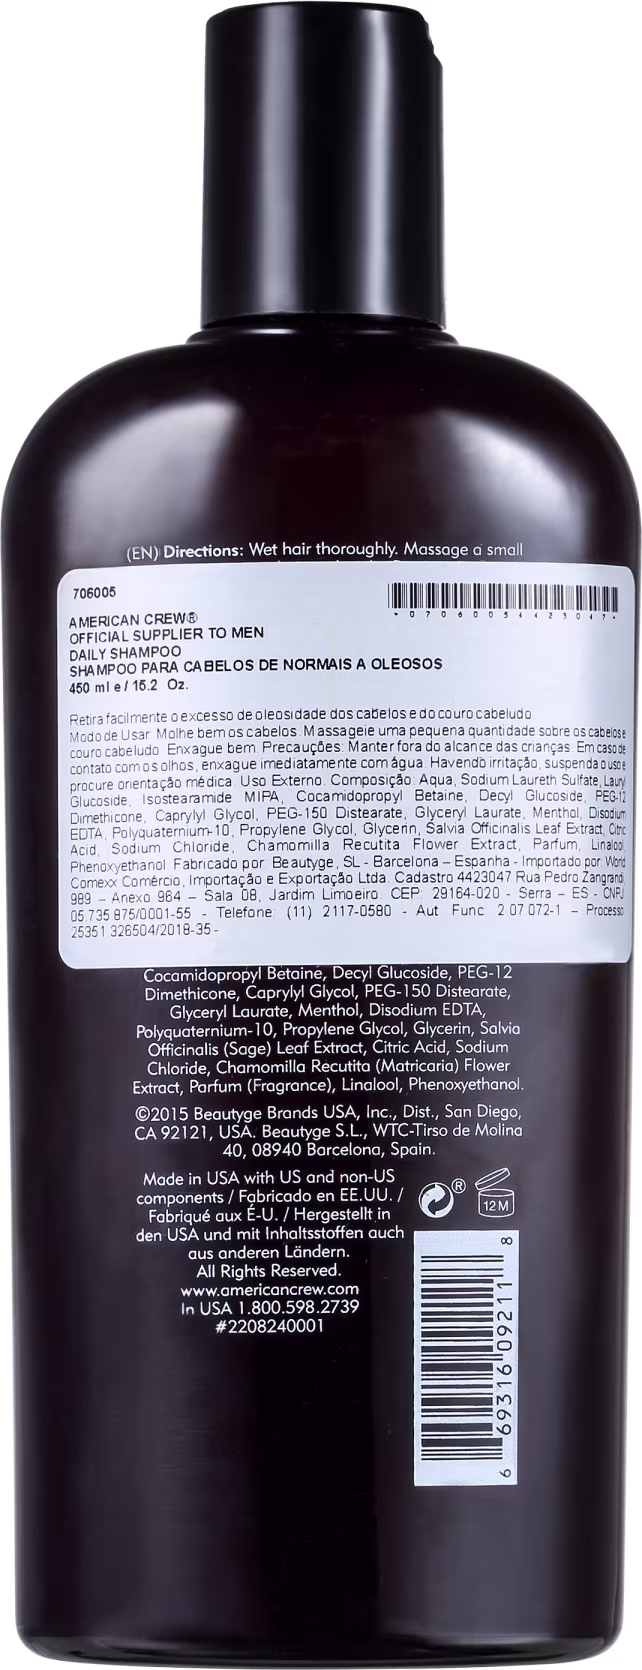 (EN) Directions: Wet hair thoroughly. Massage a small
706005
*07060054423047*
AMERICAN CREW®
OFFICIAL SUPPLIER TO MEN
DAILY SHAMPOO
SHAMPOO PARA CABELOS DE NORMAIS A OLEOSOS
450 ml e / 15.2 Oz.
Retira facilmente o excesso de oleosidade dos cabelos e do couro cabeludo.
Modo de Usar: Molhe bem os cabelos. Massageie uma pequena quantidade sobre os cabelos e
couro cabeludo. Enxague bem. Precauções: Manter fora do alcance das crianças. Em caso de
contato com os olhos, enxague imediatamente com água. Havendo irritação, suspenda o uso e
procure orientação médica. Uso Externo. Composição: Aqua, Sodium Laureth Sulfate, Lauryl
Glucoside, Isostearamide MIPA, Cocamidopropyl Betaine, Decyl Glucoside, PEG-12
Dimethicone, Caprylyl Glycol, PEG-150 Distearate, Glyceryl Laurate, Menthol, Disodium
EDTA, Polyquaternium-10, Propylene Glycol, Glycerin, Salvia Officinalis Leaf Extract, Citric
Acid, Sodium Chloride, Chamomilla Recutita Flower Extract, Parfum, Linalool,
Phenoxyethanol. Fabricado por: Beautyge, SL - Barcelona – Espanha - Importado por: World
Comexx Comércio, Importação e Exportação Ltda. Cadastro 4423047 Rua Pedro Zangrandi,
989 – Anexo 964 – Sala 08, Jardim Limoeiro. CEP: 29164-020 - Serra – ES - CNPJ:
05.735.875/0001-55 - Telefone: (11) 2117-0580 - Aut Func: 2.07.072-1 – Processo
25351.326504/2018-35 -
Cocamidopropyl Betaine, Decyl Glucoside, PEG-12
Dimethicone, Caprylyl Glycol, PEG-150 Distearate,
Glyceryl Laurate, Menthol, Disodium EDTA,
Polyquaternium-10, Propylene Glycol, Glycerin, Salvia
Officinalis (Sage) Leaf Extract, Citric Acid, Sodium
Chloride, Chamomilla Recutita (Matricaria) Flower
Extract, Parfum (Fragrance), Linalool, Phenoxyethanol.
©2015 Beautyge Brands USA, Inc., Dist., San Diego,
CA 92121, USA. Beautyge S.L., WTC-Tirso de Molina
40, 08940 Barcelona, Spain.
Made in USA with US and non-US
components / Fabricado en EE.UU. /
Fabriqué aux É-U. / Hergestellt in
den USA und mit Inhaltsstoffen auch
aus anderen Ländern.
All Rights Reserved.
www.americancrew.com
In USA 1.800.598.2739
#2208240001
®
12 M
6 69316 09211 8